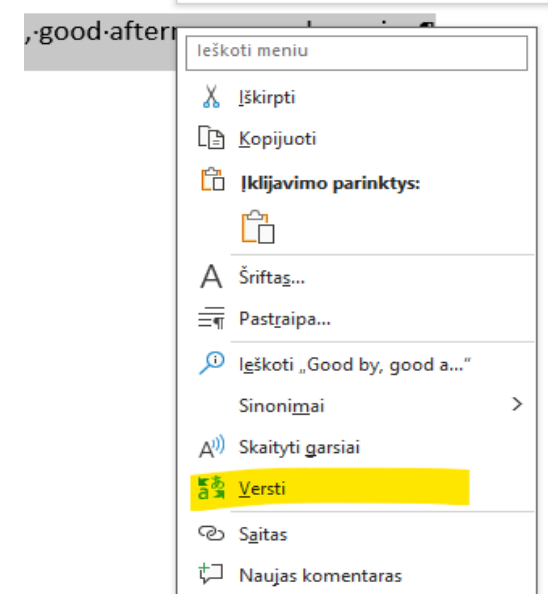 ,·good·aftern
Ieškoti meniu
Iškirpti
Kopijuoti
Įklijavimo parinktys:
Šriftas...
Pastraipa...
Ieškoti „Good by, good a..."
Sinonimai
Skaityti garsiai
Versti
Saitas
Naujas komentaras